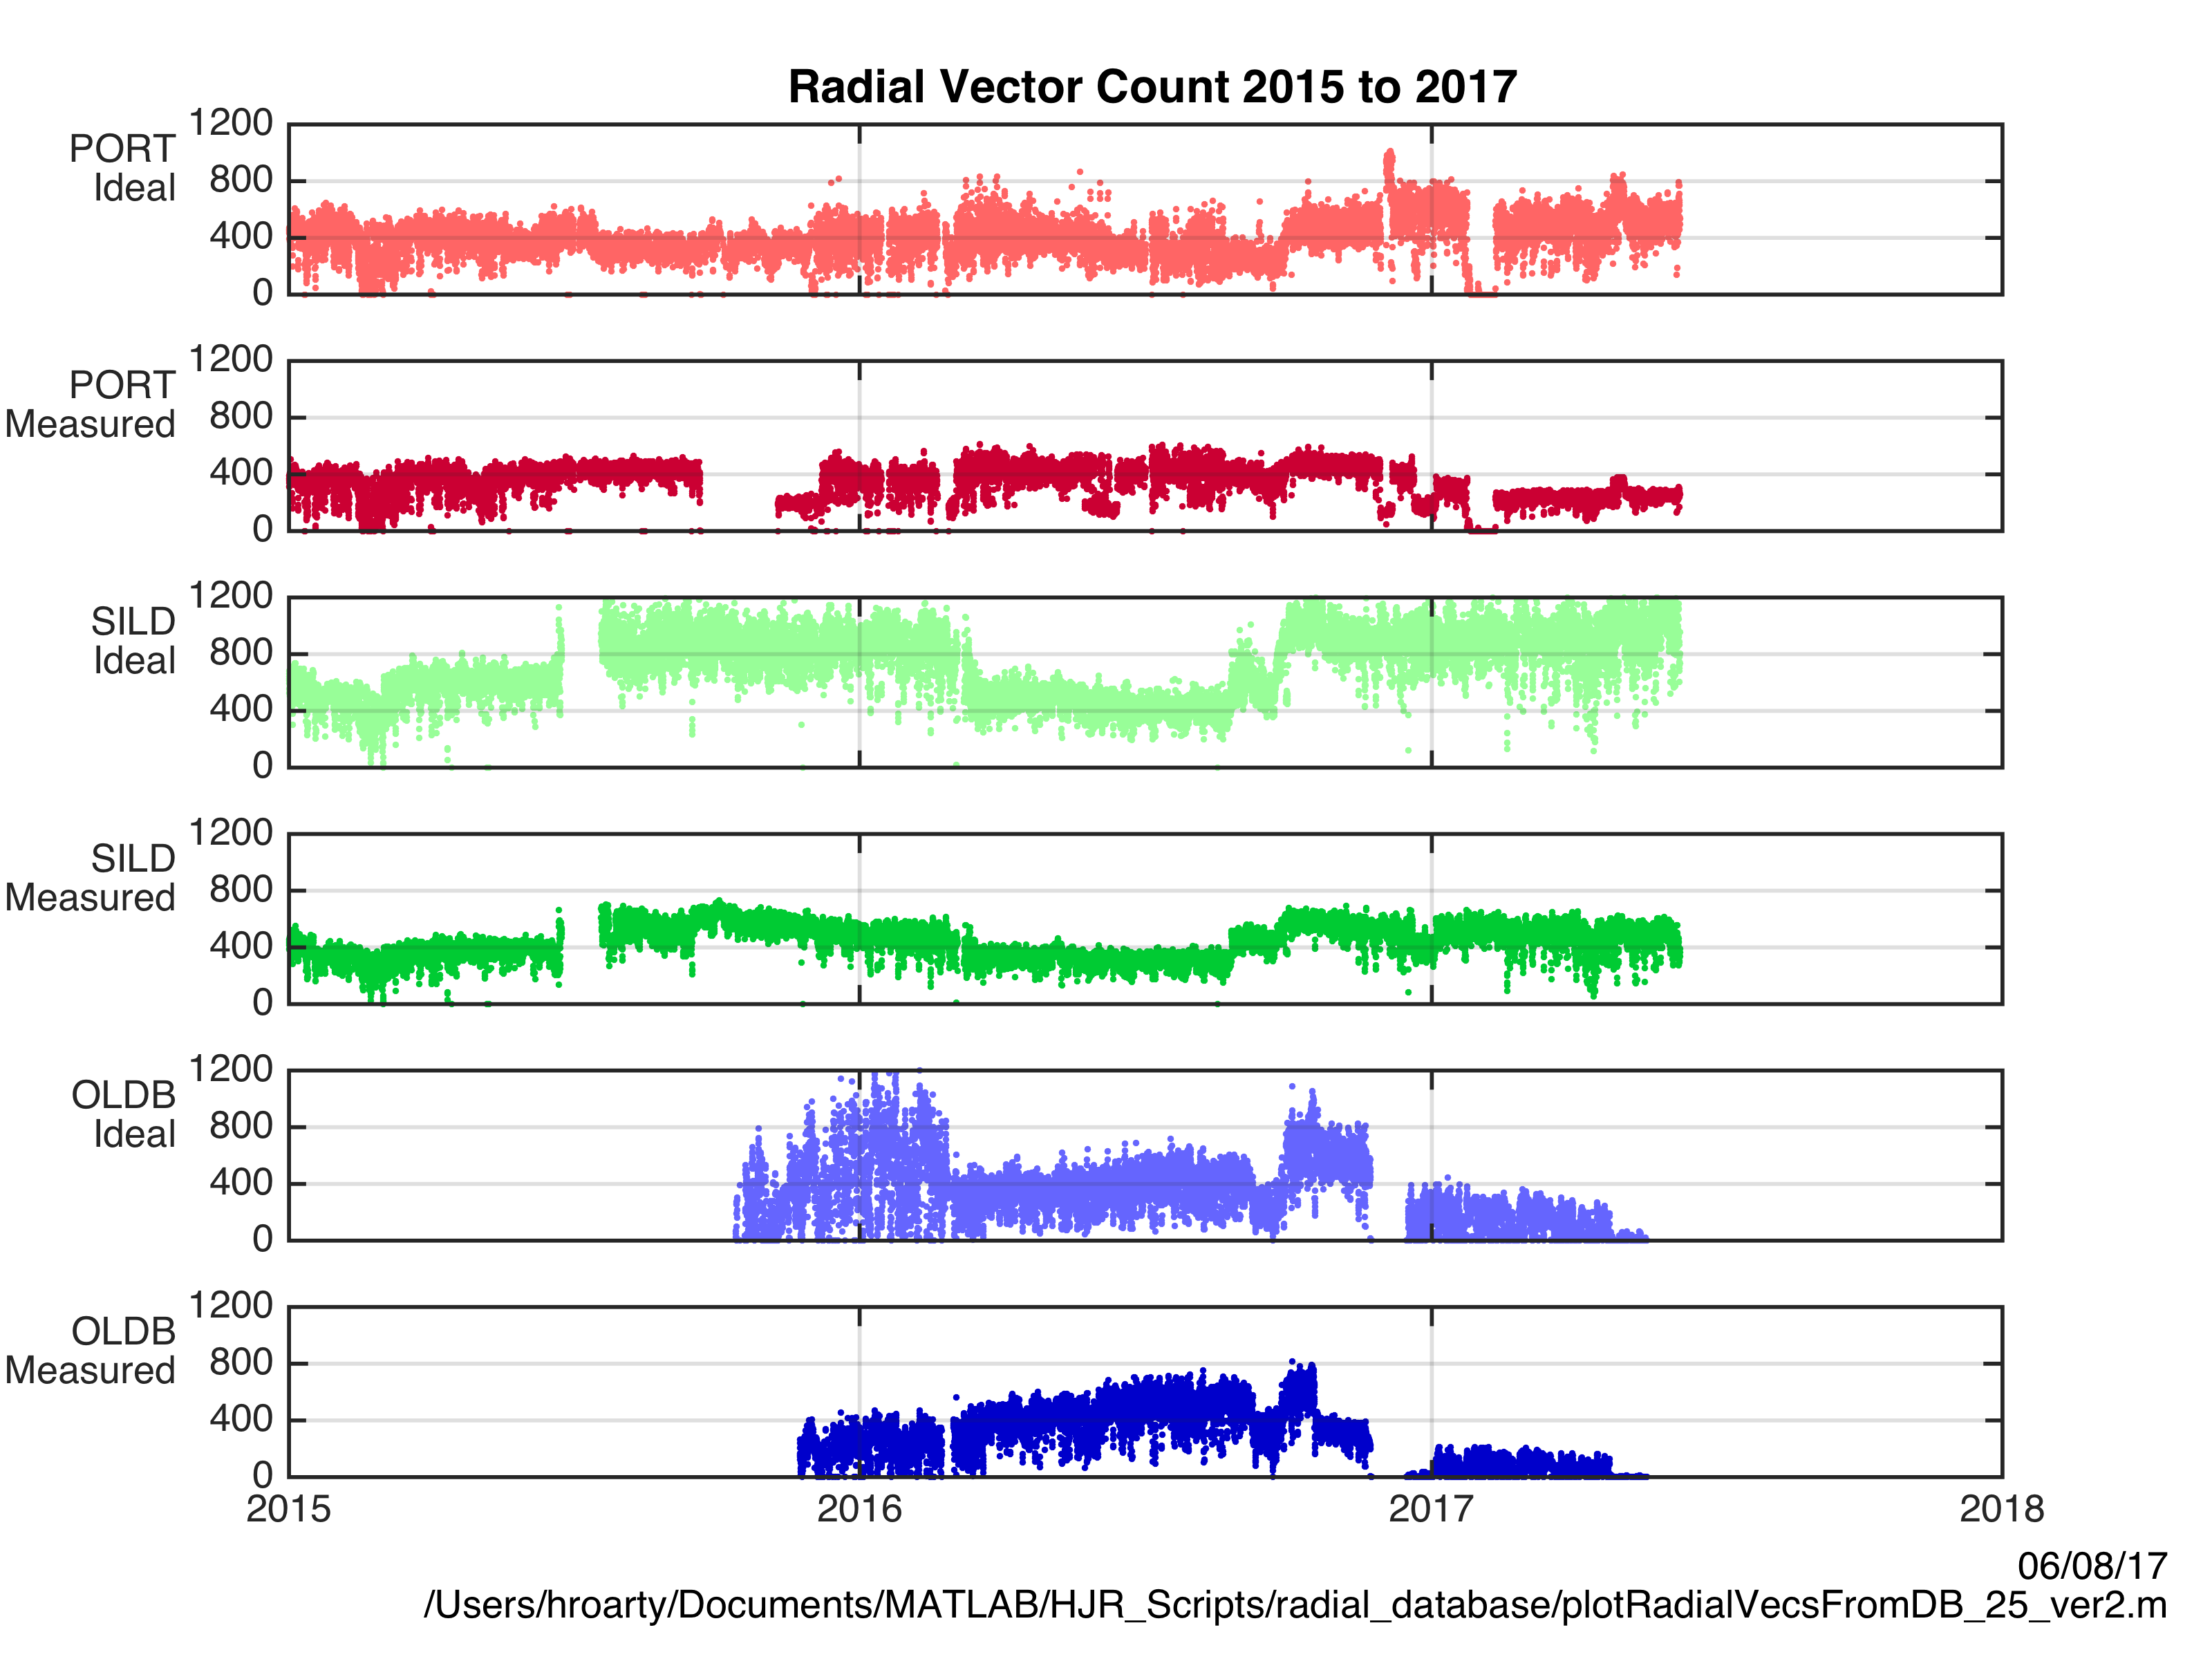 Radial Vector Count 2015 to 2017
PORT
Ideal
1200
800
400
0
PORT
Measured
1200
800
400
0
SILD
Ideal
1200
800
400
0
SILD
Measured
1200
800
400
0
OLDB
Ideal
1200
800
400
0
OLDB
Measured
1200
800
400
0
2015 2016 2017 2018
06/08/17
/Users/hroarty/Documents/MATLAB/HJR_Scripts/radial_database/plotRadialVecsFromDB_25_ver2.m